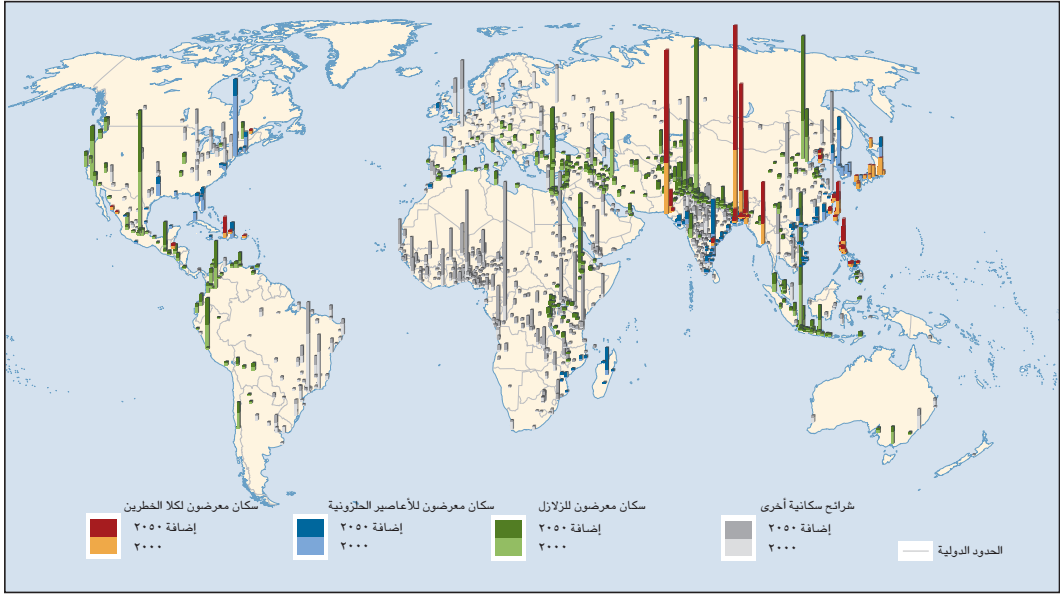 سكان معرضون لكلا الخطرين
إضافة ٢٠٥٠
٢٠٠٠
سكان معرضون للأعاصير الحلزونية
إضافة ٢٠٥٠
٢٠٠٠
سكان معرضون للزلازل
إضافة ٢٠٥٠
٢٠٠٠
شرائح سكانية أخرى
إضافة ٢٠٥٠
٢٠٠٠
الحدود الدولية